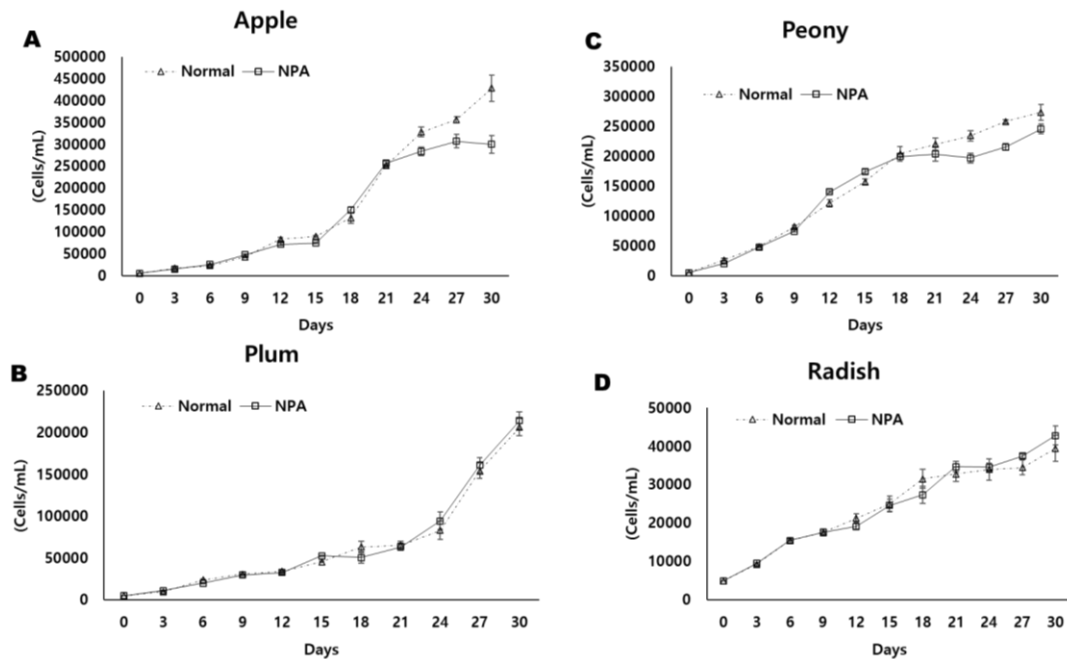 A
Apple
Normal
NPA
(Cells/mL)
500000
450000
400000
350000
300000
250000
200000
150000
100000
50000
0
0 3 6 9 12 15 18 21 24 27 30
Days
B
Plum
Normal
NPA
(Cells/mL)
250000
200000
150000
100000
50000
0
0 3 6 9 12 15 18 21 24 27 30
Days
C
Peony
Normal
NPA
(Cells/mL)
350000
300000
250000
200000
150000
100000
50000
0
0 3 6 9 12 15 18 21 24 27 30
Days
D
Radish
Normal
NPA
(Cells/mL)
50000
40000
30000
20000
10000
0
0 3 6 9 12 15 18 21 24 27 30
Days